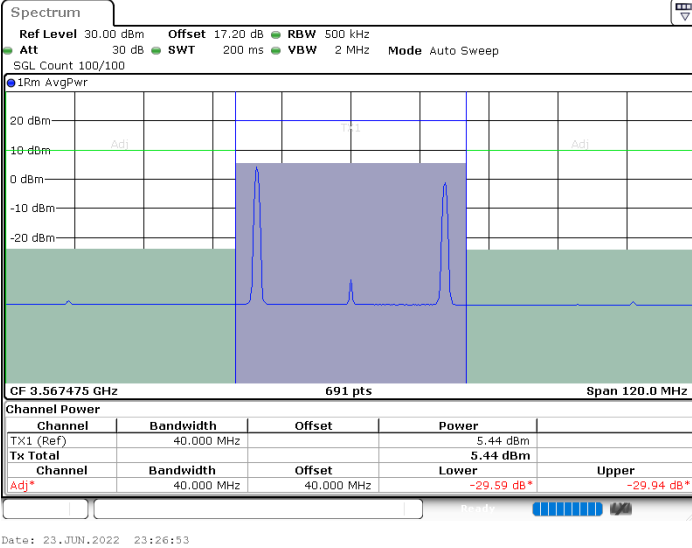 Spectrum
Ref Level 30.00 dBm Offset 17.20 dB RBW 500 kHz
Att 30 dB SWT 200 ms VBW 2 MHz Mode Auto Sweep
SGL Count 100/100
1Rm AvgPwr
20 dBm
TX1
Adj
Adj
10 dBm
0 dBm
-10 dBm
-20 dBm
CF 3.567475 GHz 691 pts Span 120.0 MHz
Channel Power
Channel Bandwidth Offset Power
TX1 (Ref) 40.000 MHz 5.44 dBm
Tx Total 5.44 dBm
Channel Bandwidth Offset Lower Upper
Adj* 40.000 MHz 40.000 MHz -29.59 dB* -29.94 dB*
Ready
Date: 23.JUN.2022 23:26:53